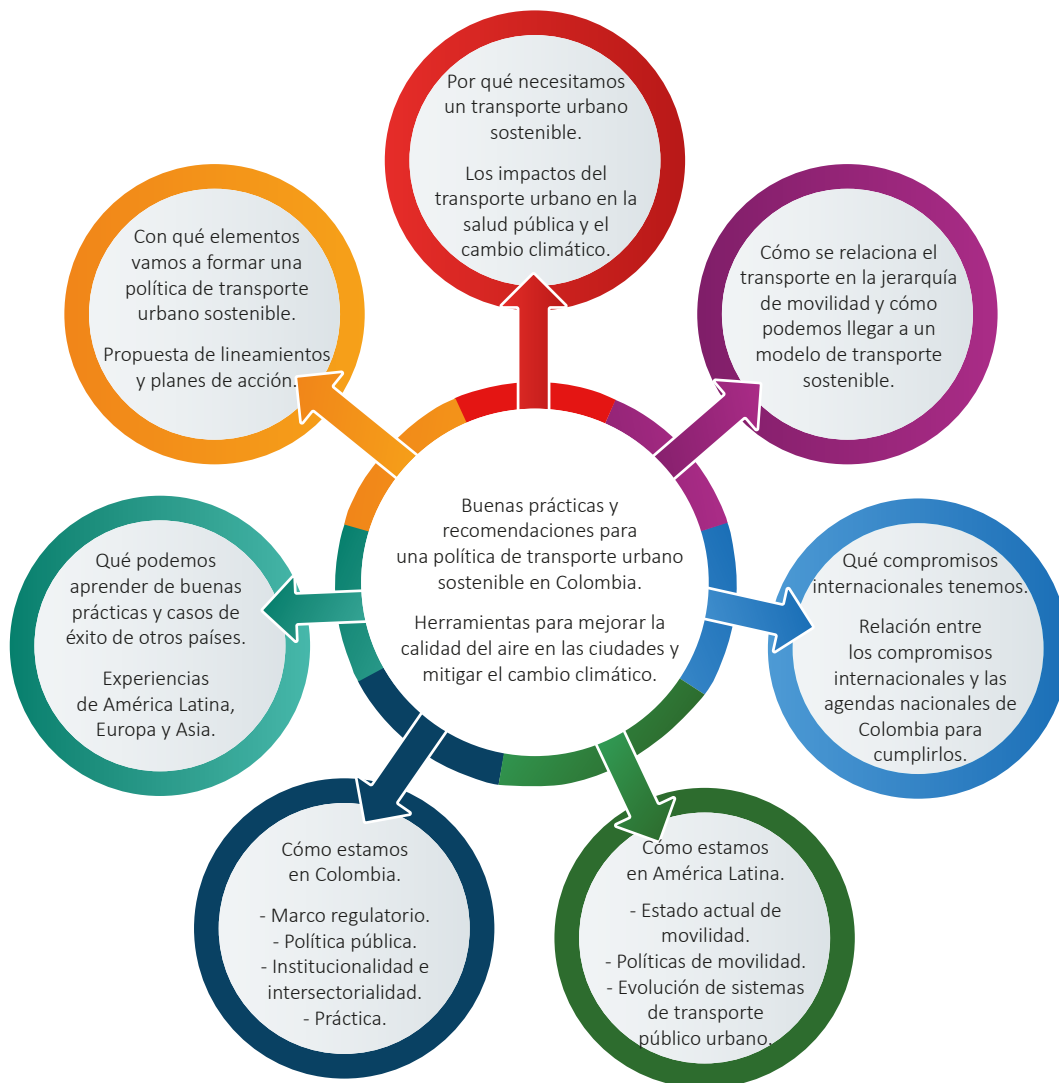 Por qué necesitamos
un transporte urbano
sostenible.
Los impactos del
transporte urbano en la
salud pública y el
cambio climático.
Cómo se relaciona el
transporte en la jerarquía
de movilidad y cómo
podemos llegar a un
modelo de transporte
sostenible.
Qué compromisos
internacionales tenemos.
Relación entre
los compromisos
internacionales y las
agendas nacionales de
Colombia para
cumplirlos.
Cómo estamos
en América Latina.
- Estado actual de
movilidad.
- Políticas de movilidad.
- Evolución de sistemas
de transporte
público urbano.
Cómo estamos
en Colombia.
- Marco regulatorio.
- Política pública.
- Institucionalidad e
intersectorialidad.
- Práctica.
Qué podemos
aprender de buenas
prácticas y casos de
éxito de otros países.
Experiencias
de América Latina,
Europa y Asia.
Con qué elementos
vamos a formar una
política de transporte
urbano sostenible.
Propuesta de lineamientos
y planes de acción.
Buenas prácticas y
recomendaciones para
una política de transporte urbano
sostenible en Colombia.
Herramientas para mejorar la
calidad del aire en las ciudades y
mitigar el cambio climático.